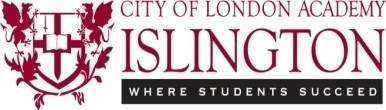 CITY OF LONDON ACADEMY
ISLINGTON
WHERE STUDENTS SUCCEED